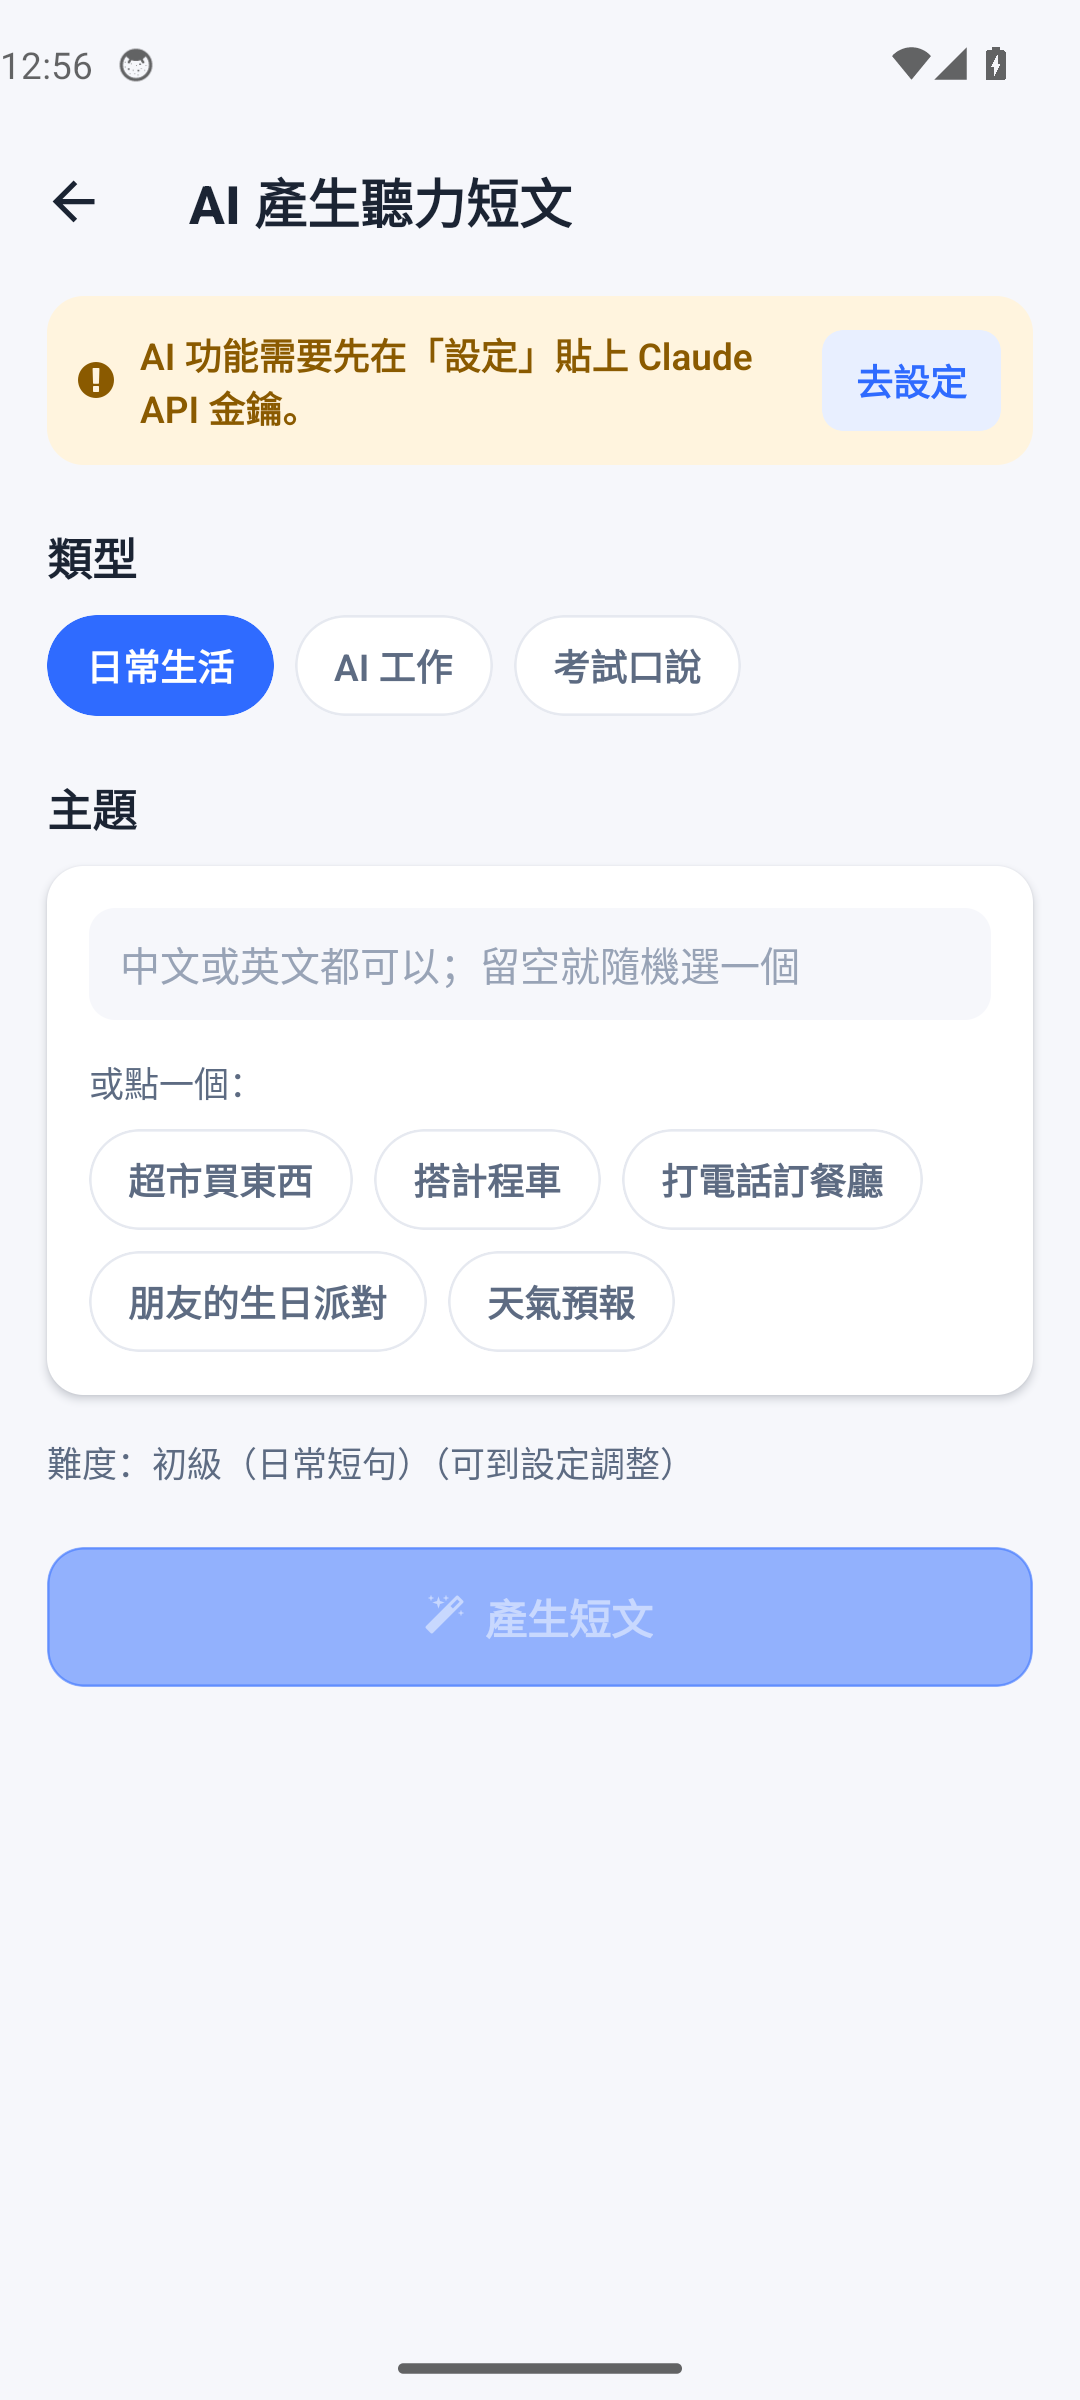 12:56
AI 產生聽力短文
AI 功能需要先在「設定」貼上 Claude
API 金鑰。
去設定
類型
日常生活
AI 工作
考試口說
主題
中文或英文都可以；留空就隨機選一個
或點一個：
超市買東西
搭計程車
打電話訂餐廳
朋友的生日派對
天氣預報
難度：初級（日常短句）（可到設定調整）
產生短文